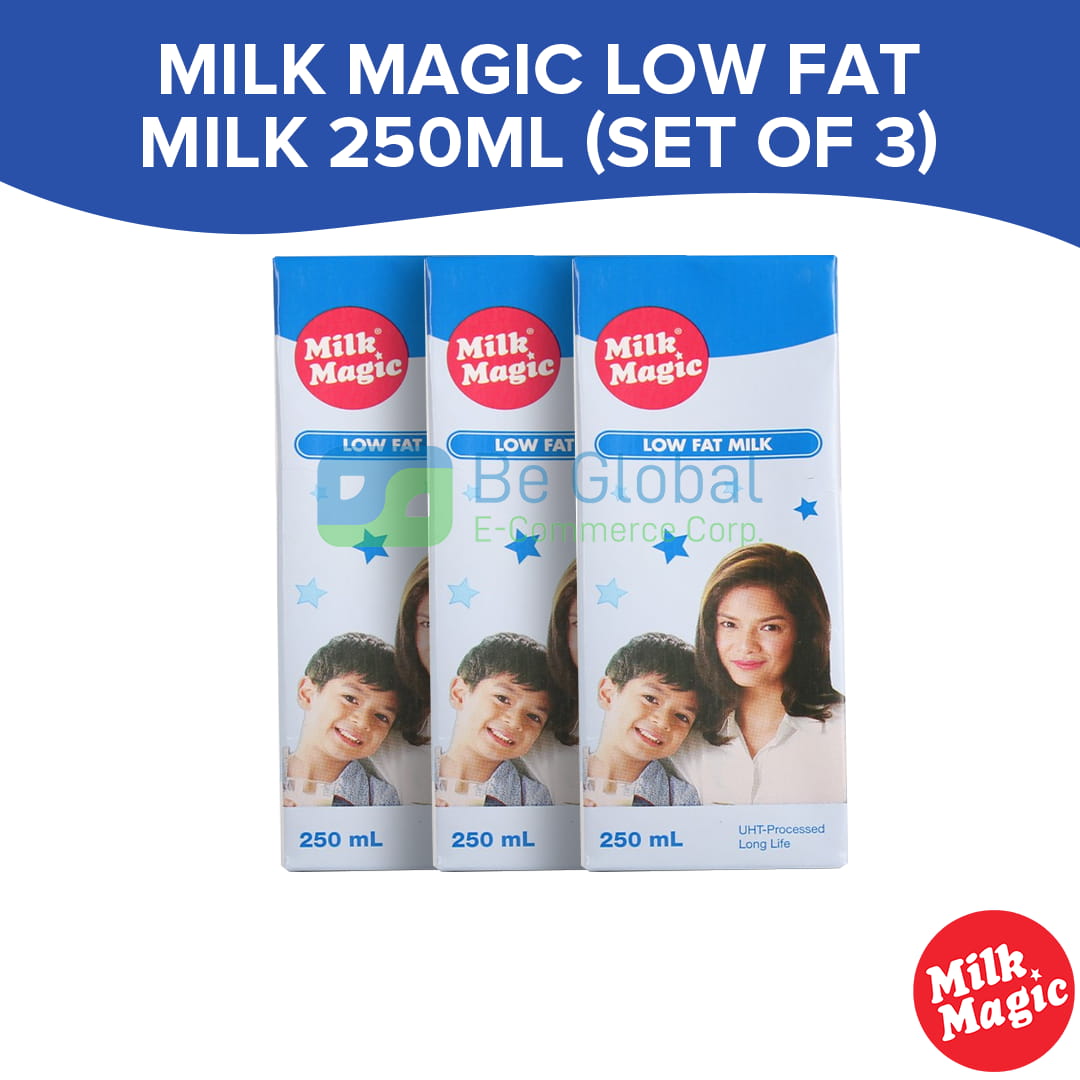 MILK MAGIC LOW FAT
MILK 250ML (SET OF 3)
Milk
Magic
LOW FAT
250 mL
Milk
Magic
LOW FAT
250 mL
Milk
Magic
LOW FAT MILK
250 mL
UHT-Processed
Long Life
Be Global
E-Commerce Corp.
Milk
Magic